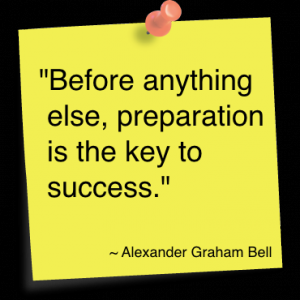 "Before anything
else, preparation
is the key to
success."
~ Alexander Graham Bell